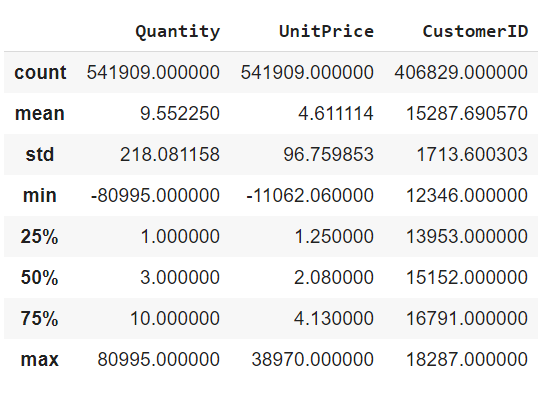 Quantity UnitPrice CustomerID
count 541909.000000 541909.000000 406829.000000
mean 9.552250 4.611114 15287.690570
std 218.081158 96.759853 1713.600303
min -80995.000000 -11062.060000 12346.000000
25% 1.000000 1.250000 13953.000000
50% 3.000000 2.080000 15152.000000
75% 10.000000 4.130000 16791.000000
max 80995.000000 38970.000000 18287.000000